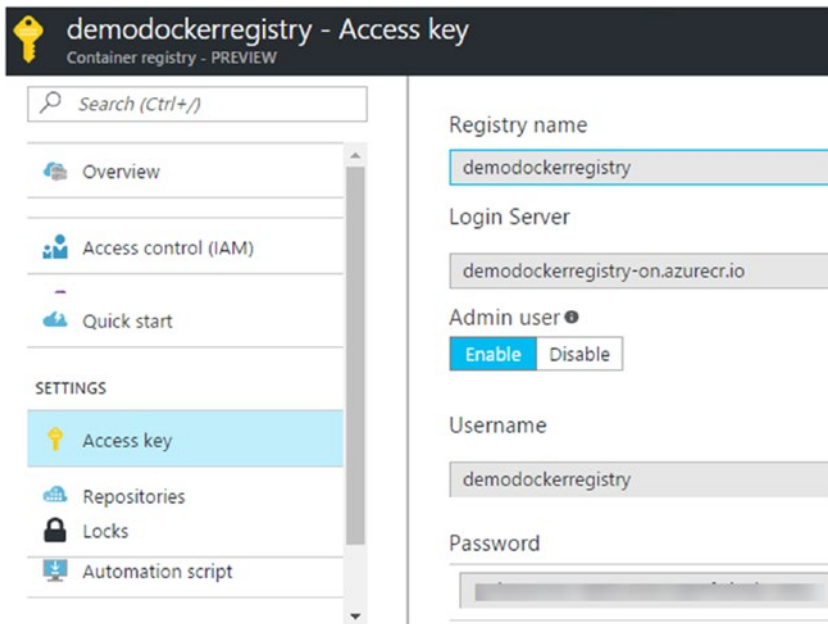 demodockerregistry - Access key
Container registry - PREVIEW
Search (Ctrl+/)
Overview
Access control (IAM)
Quick start
SETTINGS
Access key
Repositories
Locks
Automation script
Registry name
demodockerregistry
Login Server
demodockerregistry-on.azurecr.io
Admin user
Enable Disable
Username
demodockerregistry
Password